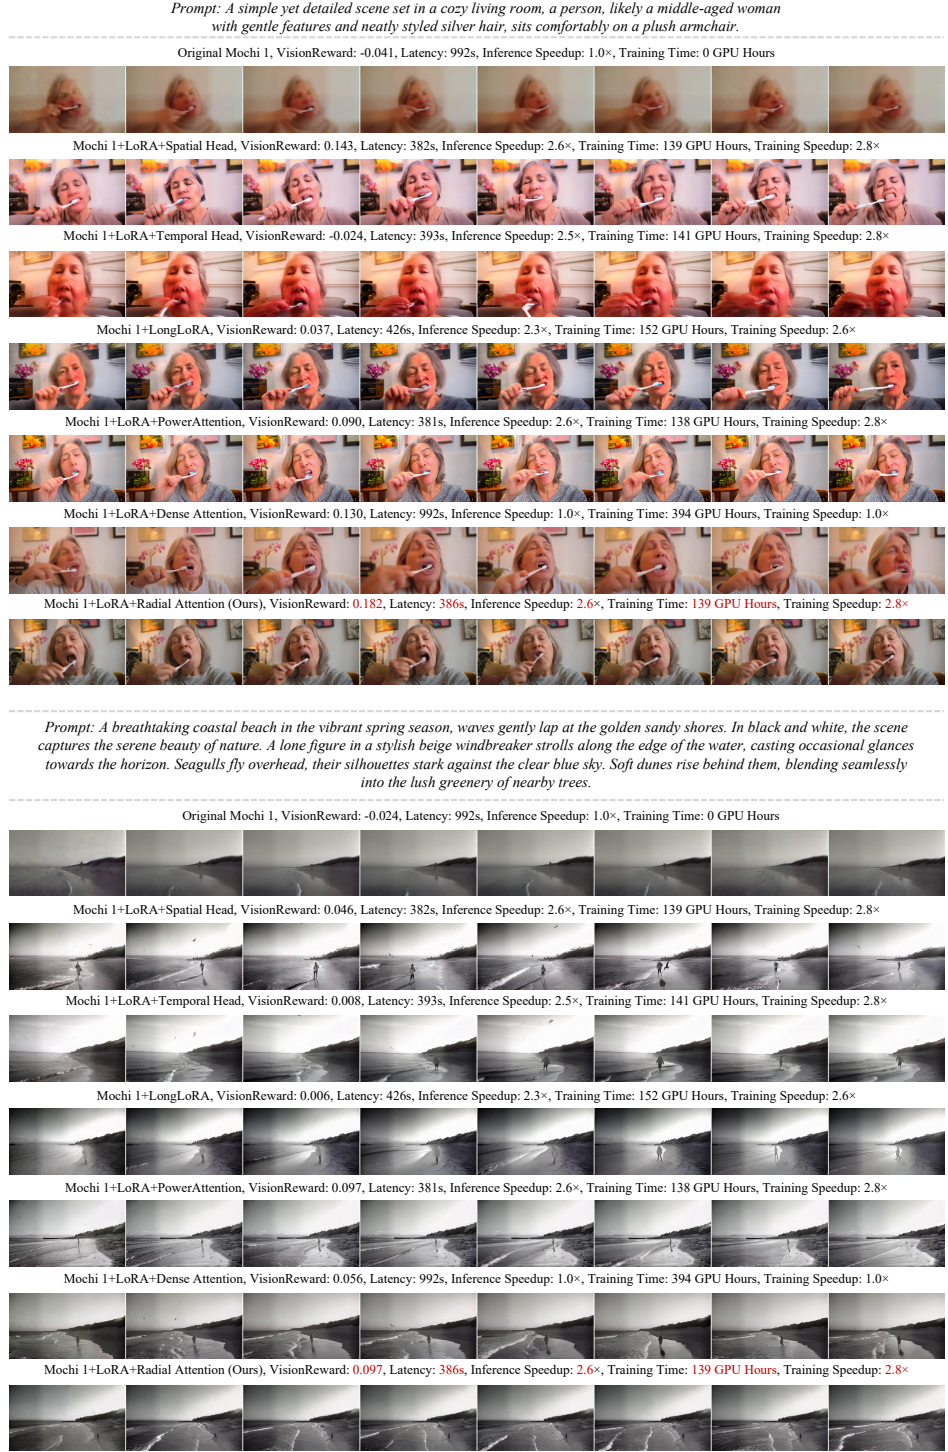 Prompt: A simple yet detailed scene set in a cozy living room, a person, likely a middle-aged woman
with gentle features and neatly styled silver hair, sits comfortably on a plush armchair.
Original Mochi 1, VisionReward: -0.041, Latency: 992s, Inference Speedup: 1.0×, Training Time: 0 GPU Hours
Mochi 1+LoRA+Spatial Head, VisionReward: 0.143, Latency: 382s, Inference Speedup: 2.6×, Training Time: 139 GPU Hours, Training Speedup: 2.8×
Mochi 1+LoRA+Temporal Head, VisionReward: -0.024, Latency: 393s, Inference Speedup: 2.5×, Training Time: 141 GPU Hours, Training Speedup: 2.8×
Mochi 1+LongLoRA, VisionReward: 0.037, Latency: 426s, Inference Speedup: 2.3×, Training Time: 152 GPU Hours, Training Speedup: 2.6×
Mochi 1+LoRA+PowerAttention, VisionReward: 0.090, Latency: 381s, Inference Speedup: 2.6×, Training Time: 138 GPU Hours, Training Speedup: 2.8×
Mochi 1+LoRA+Dense Attention, VisionReward: 0.130, Latency: 992s, Inference Speedup: 1.0×, Training Time: 394 GPU Hours, Training Speedup: 1.0×
Mochi 1+LoRA+Radial Attention (Ours), VisionReward: 0.182, Latency: 386s, Inference Speedup: 2.6×, Training Time: 139 GPU Hours, Training Speedup: 2.8×
Prompt: A breathtaking coastal beach in the vibrant spring season, waves gently lap at the golden sandy shores. In black and white, the scene
captures the serene beauty of nature. A lone figure in a stylish beige windbreaker strolls along the edge of the water, casting occasional glances
towards the horizon. Seagulls fly overhead, their silhouettes stark against the clear blue sky. Soft dunes rise behind them, blending seamlessly
into the lush greenery of nearby trees.
Original Mochi 1, VisionReward: -0.024, Latency: 992s, Inference Speedup: 1.0×, Training Time: 0 GPU Hours
Mochi 1+LoRA+Spatial Head, VisionReward: 0.046, Latency: 382s, Inference Speedup: 2.6×, Training Time: 139 GPU Hours, Training Speedup: 2.8×
Mochi 1+LoRA+Temporal Head, VisionReward: 0.008, Latency: 393s, Inference Speedup: 2.5×, Training Time: 141 GPU Hours, Training Speedup: 2.8×
Mochi 1+LongLoRA, VisionReward: 0.006, Latency: 426s, Inference Speedup: 2.3×, Training Time: 152 GPU Hours, Training Speedup: 2.6×
Mochi 1+LoRA+PowerAttention, VisionReward: 0.097, Latency: 381s, Inference Speedup: 2.6×, Training Time: 138 GPU Hours, Training Speedup: 2.8×
Mochi 1+LoRA+Dense Attention, VisionReward: 0.056, Latency: 992s, Inference Speedup: 1.0×, Training Time: 394 GPU Hours, Training Speedup: 1.0×
Mochi 1+LoRA+Radial Attention (Ours), VisionReward: 0.097, Latency: 386s, Inference Speedup: 2.6×, Training Time: 139 GPU Hours, Training Speedup: 2.8×